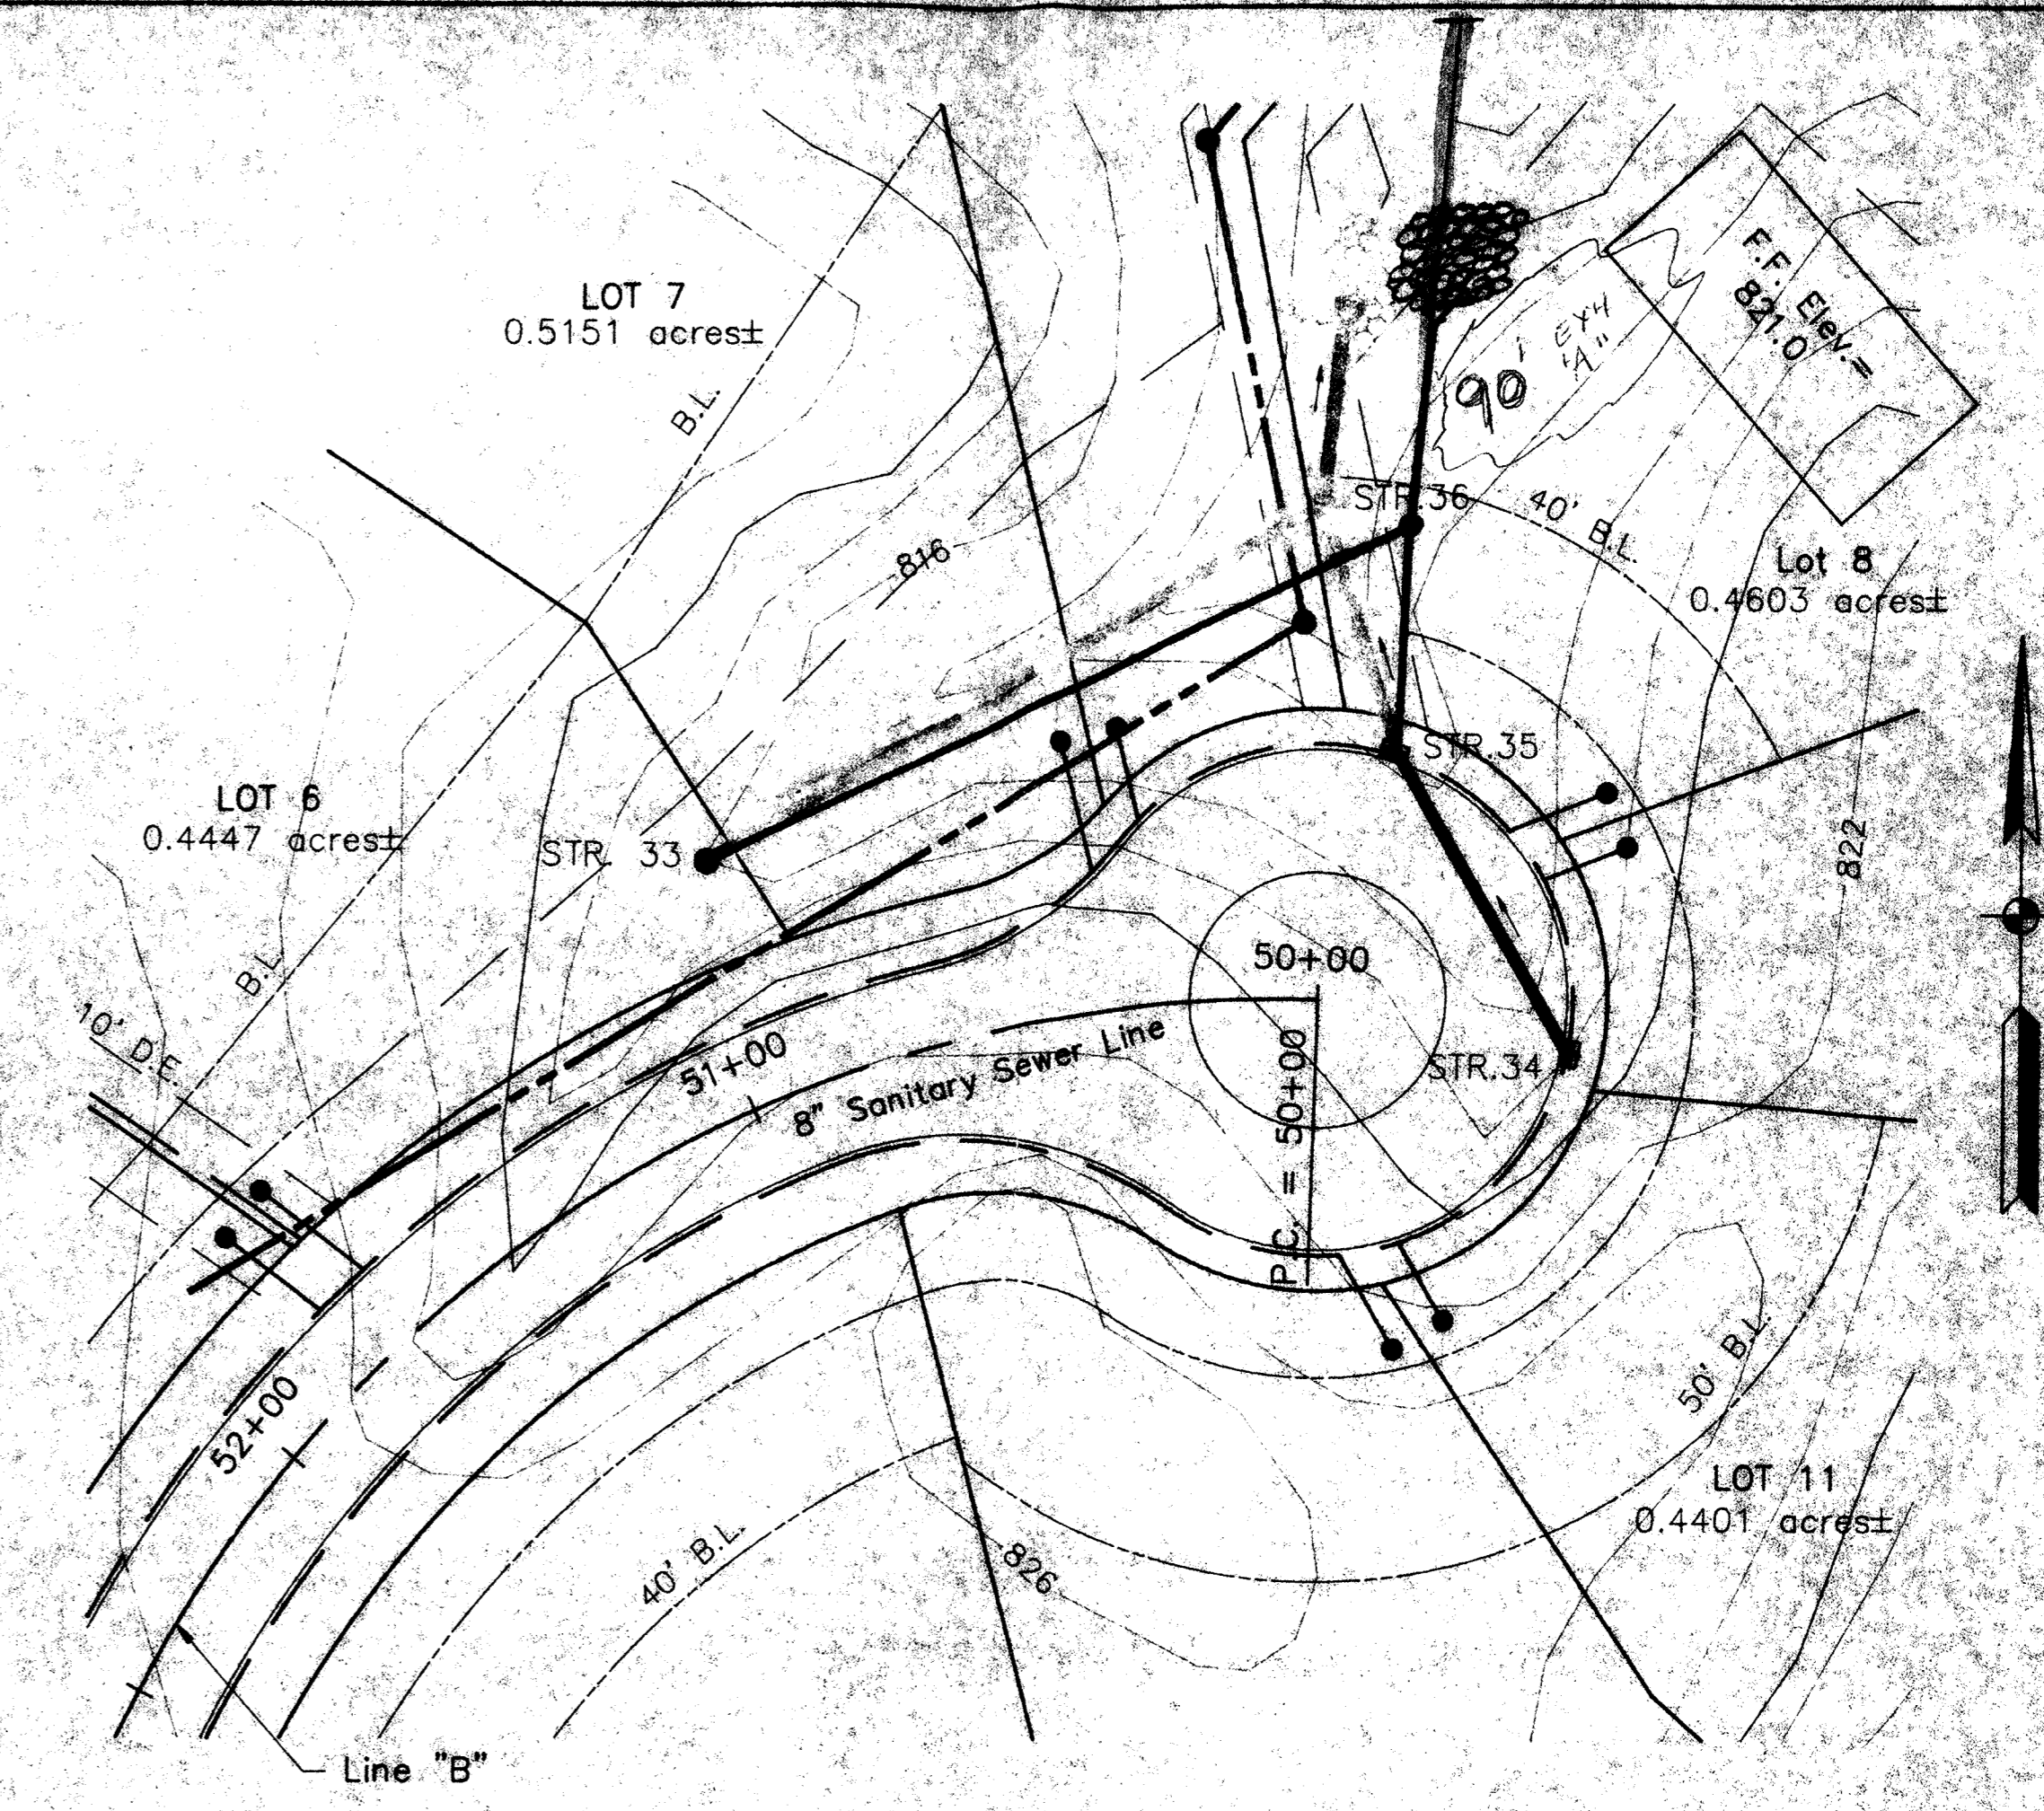 LOT 7
0.5151 acres±
B.L.
F.F. Elev.=
821.0
EXH
"A"
90'
STR.36
40' B.L.
816
Lot 8
0.4603 acres±
STR.35
LOT 6
0.4447 acres±
STR. 33
822
B.L.
50+00
10' D.E.
51+00
8" Sanitary Sewer Line
STR.34
P.C. = 50+00
52+00
50' B.L.
LOT 11
0.4401 acres±
40' B.L.
826
Line "B"